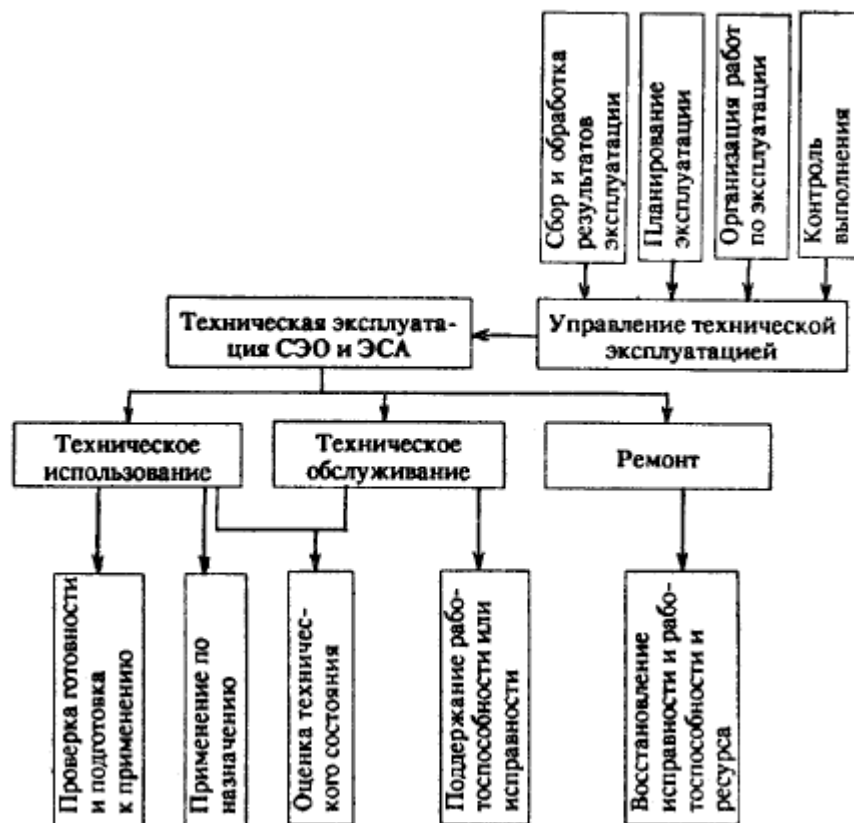 Сбор и обработка
результатов
эксплуатации
Планирование
эксплуатации
Организация работ
по эксплуатации
Контроль
выполнения
Техническая эксплуата-
ция СЭО и ЭСА
Управление технической
эксплуатацией
Техническое
использование
Техническое
обслуживание
Ремонт
Проверка готовности
и подготовка
к применению
Применение по
назначению
Оценка техничес-
кого состояния
Поддержание рабо-
тоспособности или
исправности
Восстановление
исправности и рабо-
тоспособности и
ресурса